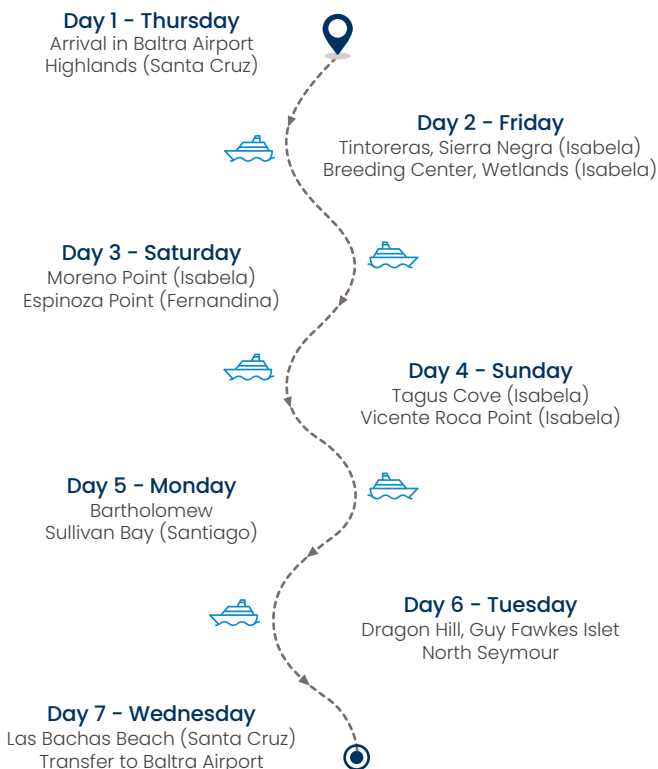 Day 1 - Thursday
Arrival in Baltra Airport
Highlands (Santa Cruz)
Day 2 - Friday
Tintoreras, Sierra Negra (Isabela)
Breeding Center, Wetlands (Isabela)
Day 3 - Saturday
Moreno Point (Isabela)
Espinoza Point (Fernandina)
Day 4 - Sunday
Tagus Cove (Isabela)
Vicente Roca Point (Isabela)
Day 5 - Monday
Bartholomew
Sullivan Bay (Santiago)
Day 6 - Tuesday
Dragon Hill, Guy Fawkes Islet
North Seymour
Day 7 - Wednesday
Las Bachas Beach (Santa Cruz)
Transfer to Baltra Airport